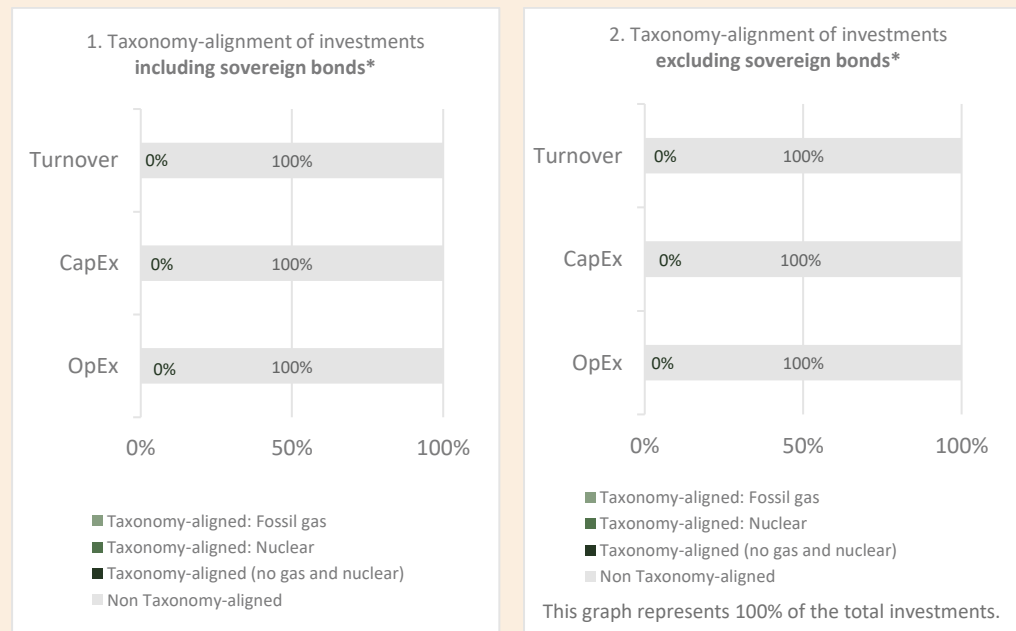 1. Taxonomy-alignment of investments
including sovereign bonds*
Turnover
0%
100%
CapEx
0%
100%
OpEx
0%
100%
0%
50%
100%
Taxonomy-aligned: Fossil gas
Taxonomy-aligned: Nuclear
Taxonomy-aligned (no gas and nuclear)
Non Taxonomy-aligned
2. Taxonomy-alignment of investments
excluding sovereign bonds*
Turnover
0%
100%
CapEx
0%
100%
OpEx
0%
100%
0%
50%
100%
Taxonomy-aligned: Fossil gas
Taxonomy-aligned: Nuclear
Taxonomy-aligned (no gas and nuclear)
Non Taxonomy-aligned
This graph represents 100% of the total investments.